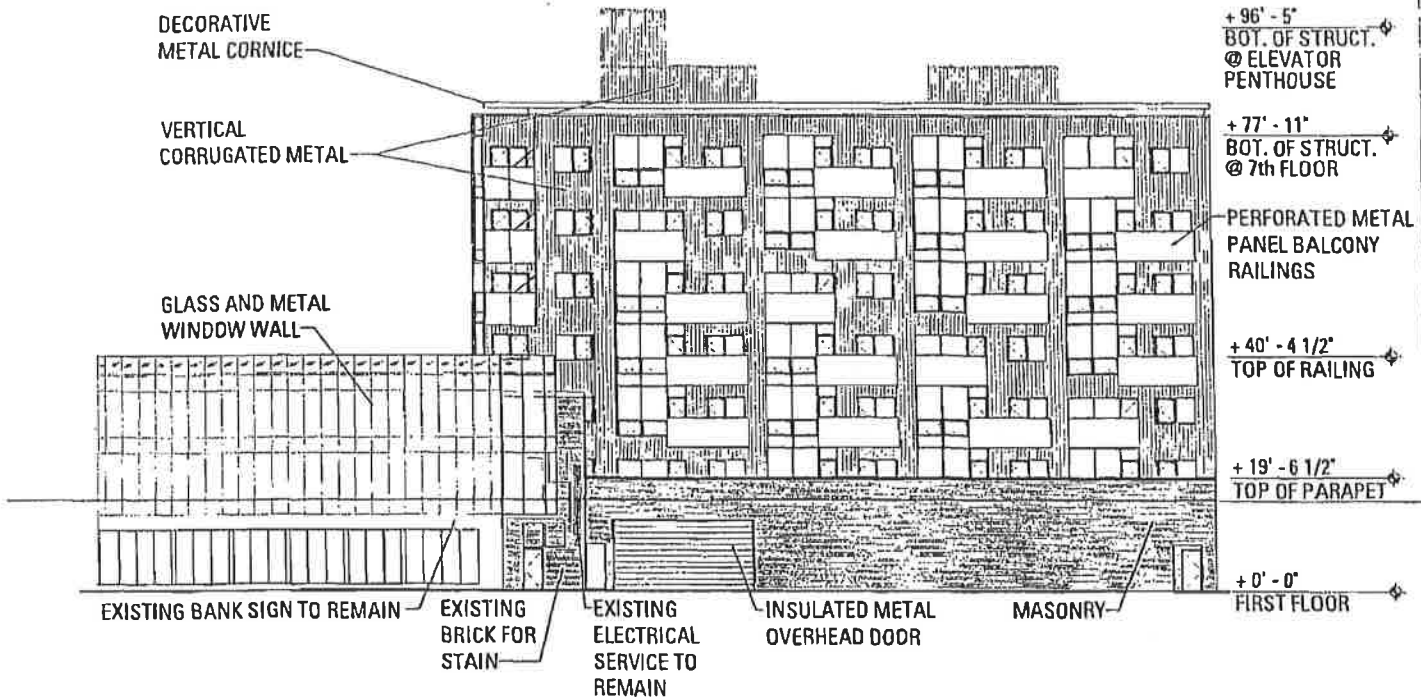 DECORATIVE
METAL CORNICE
VERTICAL
CORRUGATED METAL
GLASS AND METAL
WINDOW WALL
+ 96' - 5"
BOT. OF STRUCT.
@ ELEVATOR
PENTHOUSE
+ 77' - 11"
BOT. OF STRUCT.
@ 7th FLOOR
PERFORATED METAL
PANEL BALCONY
RAILINGS
+ 40' - 4 1/2"
TOP OF RAILING
+ 19' - 6 1/2"
TOP OF PARAPET
+ 0' - 0"
FIRST FLOOR
EXISTING BANK SIGN TO REMAIN
EXISTING
BRICK FOR
STAIN
EXISTING
ELECTRICAL
SERVICE TO
REMAIN
INSULATED METAL
OVERHEAD DOOR
MASONRY